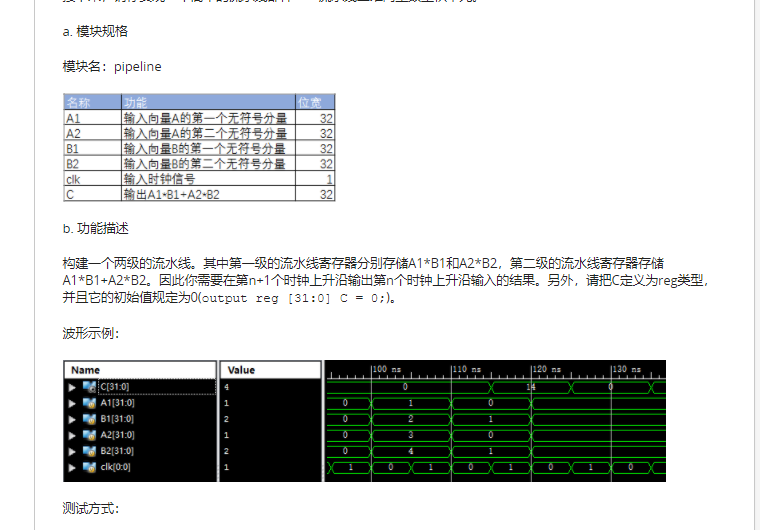 a. 模块规格
模块名：pipeline
名称 功能 位宽
A1 输入向量A的第一个无符号分量 32
A2 输入向量A的第二个无符号分量 32
B1 输入向量B的第一个无符号分量 32
B2 输入向量B的第二个无符号分量 32
clk 输入时钟信号 1
C 输出A1*B1+A2*B2 32
b. 功能描述
构建一个两级的流水线。其中第一级的流水线寄存器分别存储A1*B1和A2*B2，第二级的流水线寄存器存储
A1*B1+A2*B2。因此你需要在第n+1个时钟上升沿输出第n个时钟上升沿输入的结果。另外，请把C定义为reg类型，
并且它的初始值规定为0(output reg [31:0] C = 0;)。
波形示例：
Name Value 100 ns 110 ns 120 ns 130 ns
C[31:0] 4 0 14 0
A1[31:0] 1 0 1 0
B1[31:0] 2 0 2 1
A2[31:0] 1 0 3 0
B2[31:0] 2 0 4 1
clk[0:0] 1 1 0 1 0 1 0 1 0
测试方式：